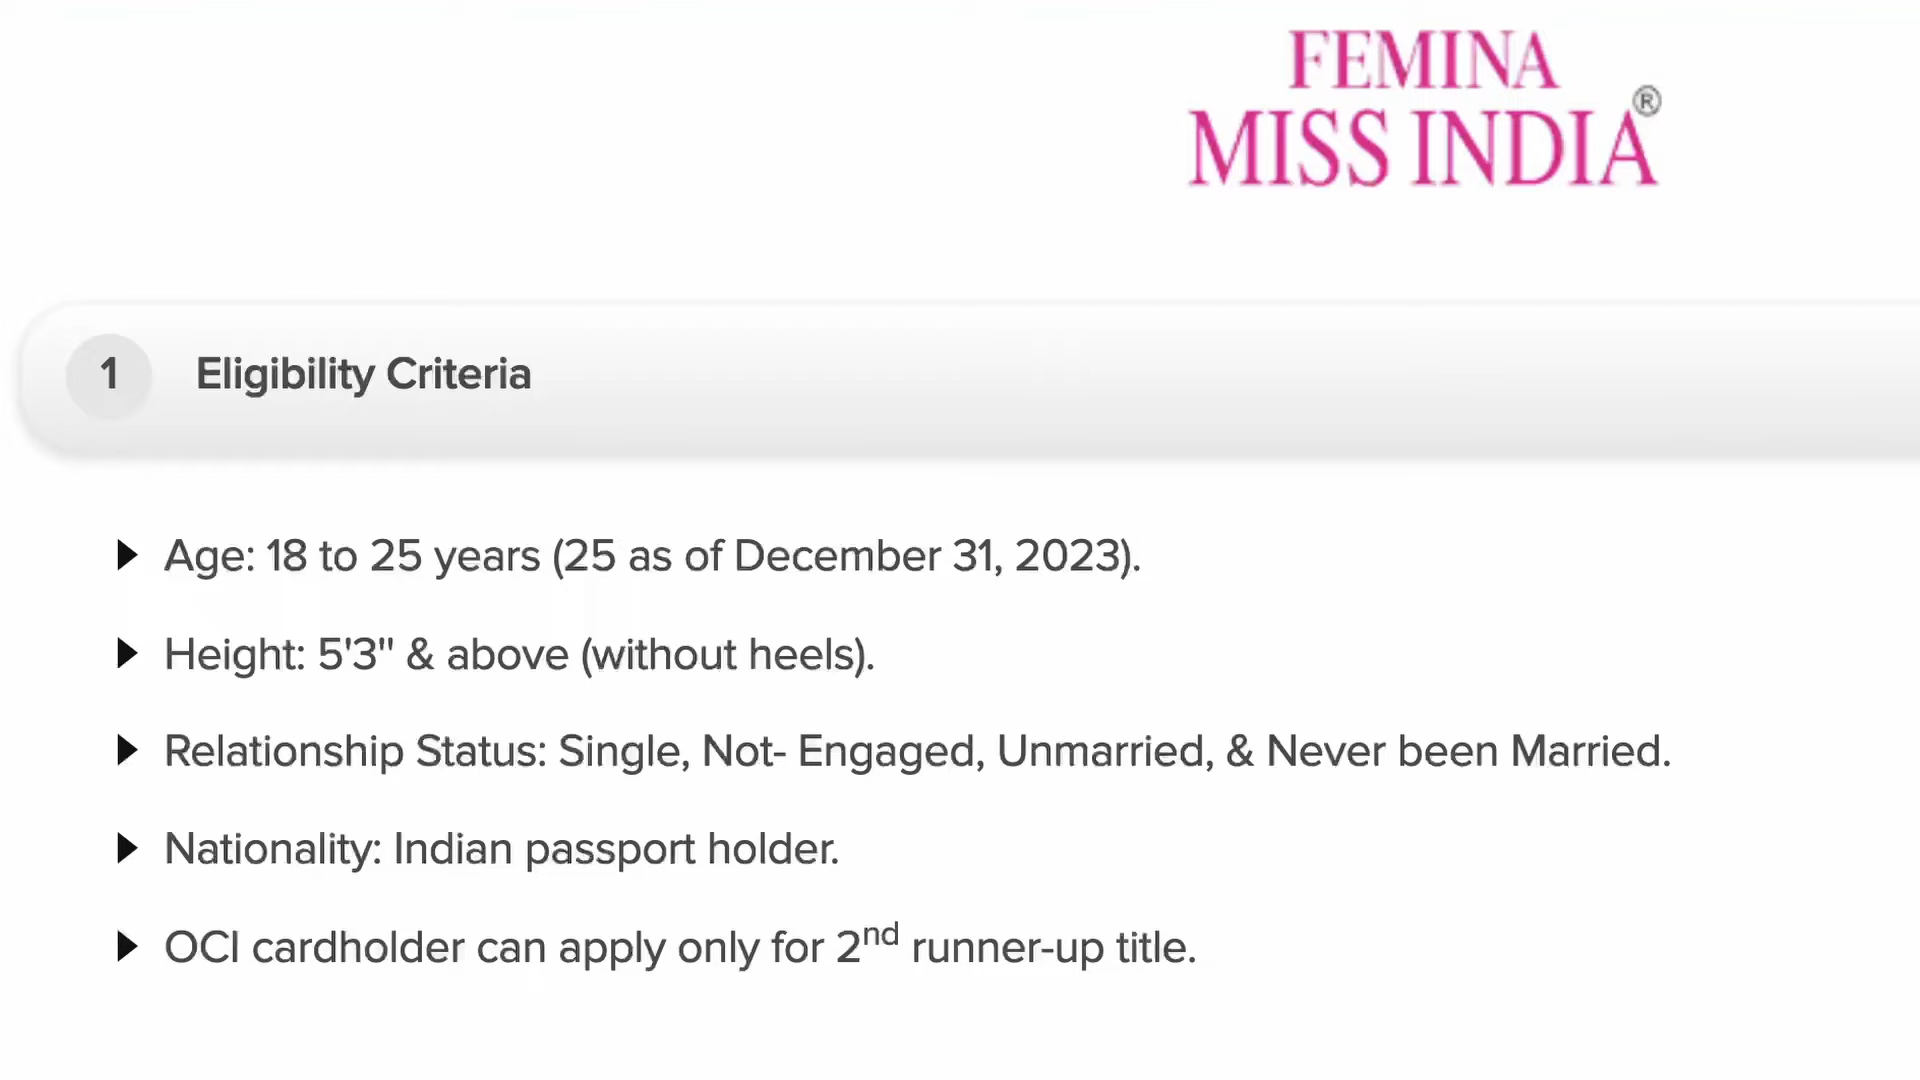 FEMINA
MISS INDIA®
1 Eligibility Criteria
Age: 18 to 25 years (25 as of December 31, 2023).
Height: 5'3" & above (without heels).
Relationship Status: Single, Not- Engaged, Unmarried, & Never been Married.
Nationality: Indian passport holder.
OCI cardholder can apply only for 2nd runner-up title.